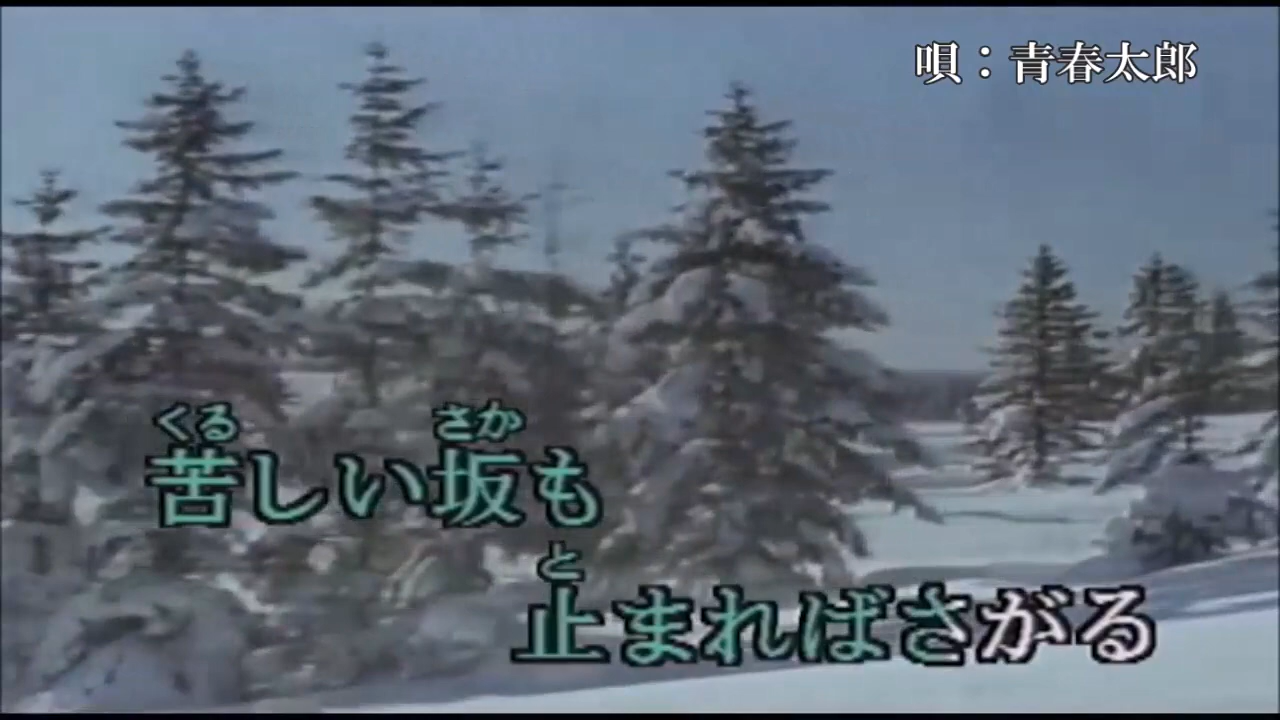 唄：青春太郎
くる さか
苦しい坂も
と
止まればさがる